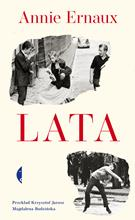 Annie Ernaux
LATA
Przekład Krzysztof Jarosz
Magdalena Budzińska